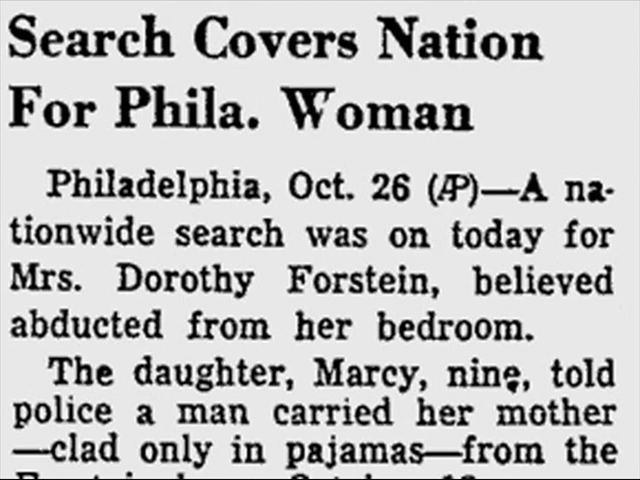 Search Covers Nation
For Phila. Woman
Philadelphia, Oct. 26 (AP)—A na-
tionwide search was on today for
Mrs. Dorothy Forstein, believed
abducted from her bedroom.
The daughter, Marcy, nine, told
police a man carried her mother
—clad only in pajamas—from the